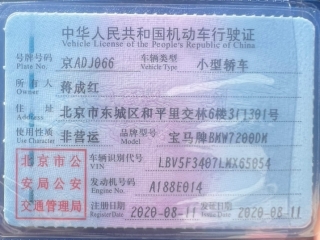 中华人民共和国机动车行驶证
Vehicle License of the People's Republic of China
号牌号码 京ADJ066 车辆类型 小型轿车
Plate No. Vehicle Type
所有人 蒋成红
Owner
住址 北京市东城区和平里交林6楼3门391号
使用性质 非营运 品牌型号 宝马牌BMW7200DK
Use Character
北京市公 车辆识别代号 LBV5F3407LMX65054
VIN
安局公安 发动机号码 A188E014
Engine No.
交通管理局 注册日期 2020-08-11 发证日期 2020-08-11
Register Date Issue Date